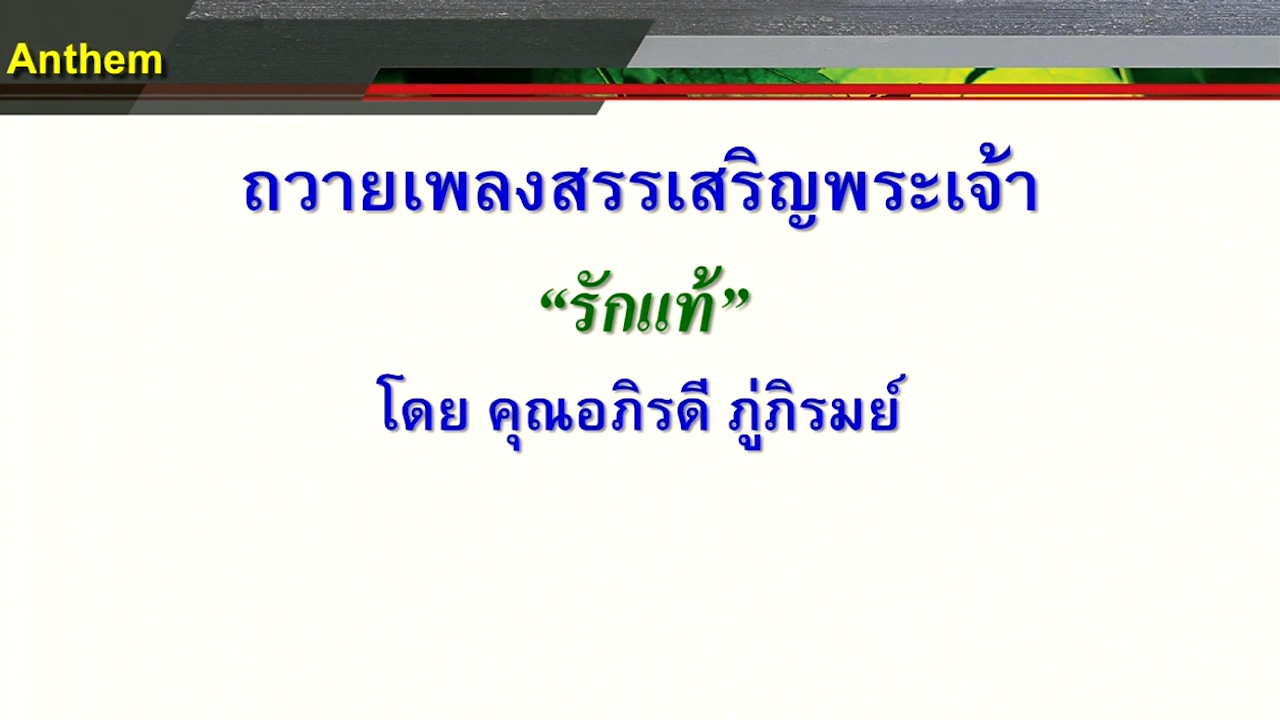 Anthem
ถวายเพลงสรรเสริญพระเจ้า
“รักแท้”
โดย คุณอภิรดี ภู่ภิรมย์